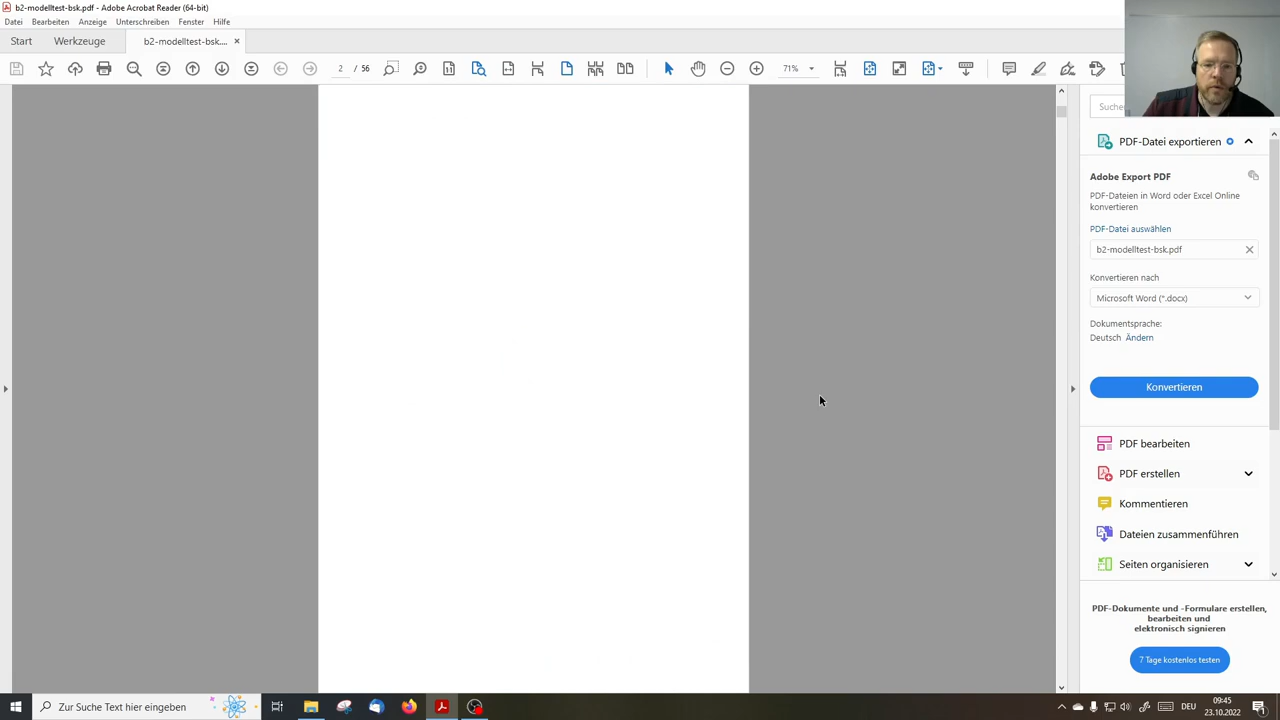 b2-modelltest-bsk.pdf - Adobe Acrobat Reader (64-bit)
Datei Bearbeiten Anzeige Unterschreiben Fenster Hilfe
Start Werkzeuge b2-modelltest-bsk.... ×
2 / 56 71%
Suche
PDF-Datei exportieren
Adobe Export PDF
PDF-Dateien in Word oder Excel Online
konvertieren
PDF-Datei auswählen
b2-modelltest-bsk.pdf
Konvertieren nach
Microsoft Word (*.docx)
Dokumentsprache:
Deutsch Ändern
Konvertieren
PDF bearbeiten
PDF erstellen
Kommentieren
Dateien zusammenführen
Seiten organisieren
PDF-Dokumente und -Formulare erstellen,
bearbeiten und
elektronisch signieren
7 Tage kostenlos testen
Zur Suche Text hier eingeben
09:45
23.10.2022